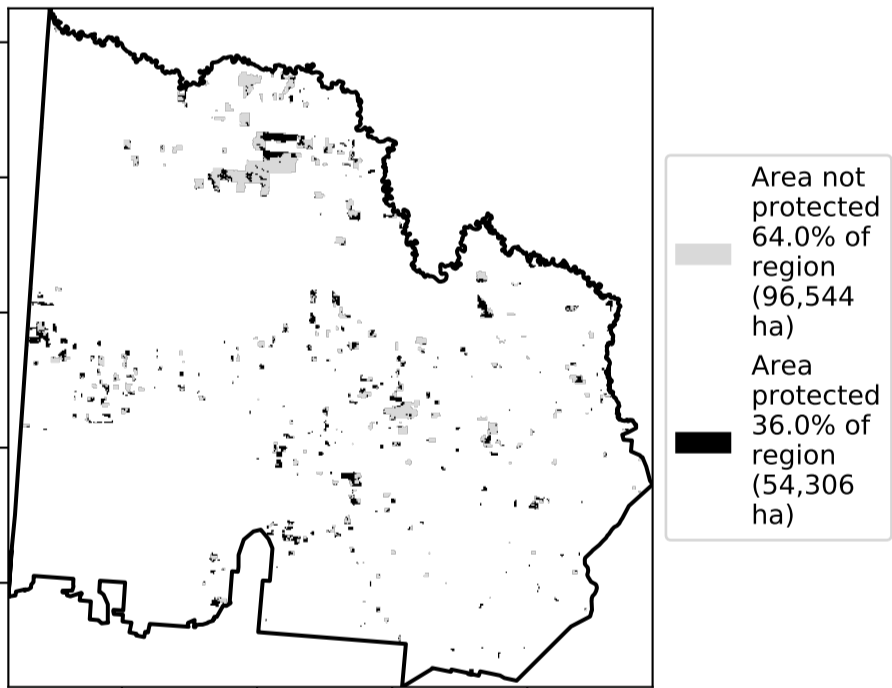 Area not
protected
64.0% of
region
(96,544
ha)
Area
protected
36.0% of
region
(54,306
ha)